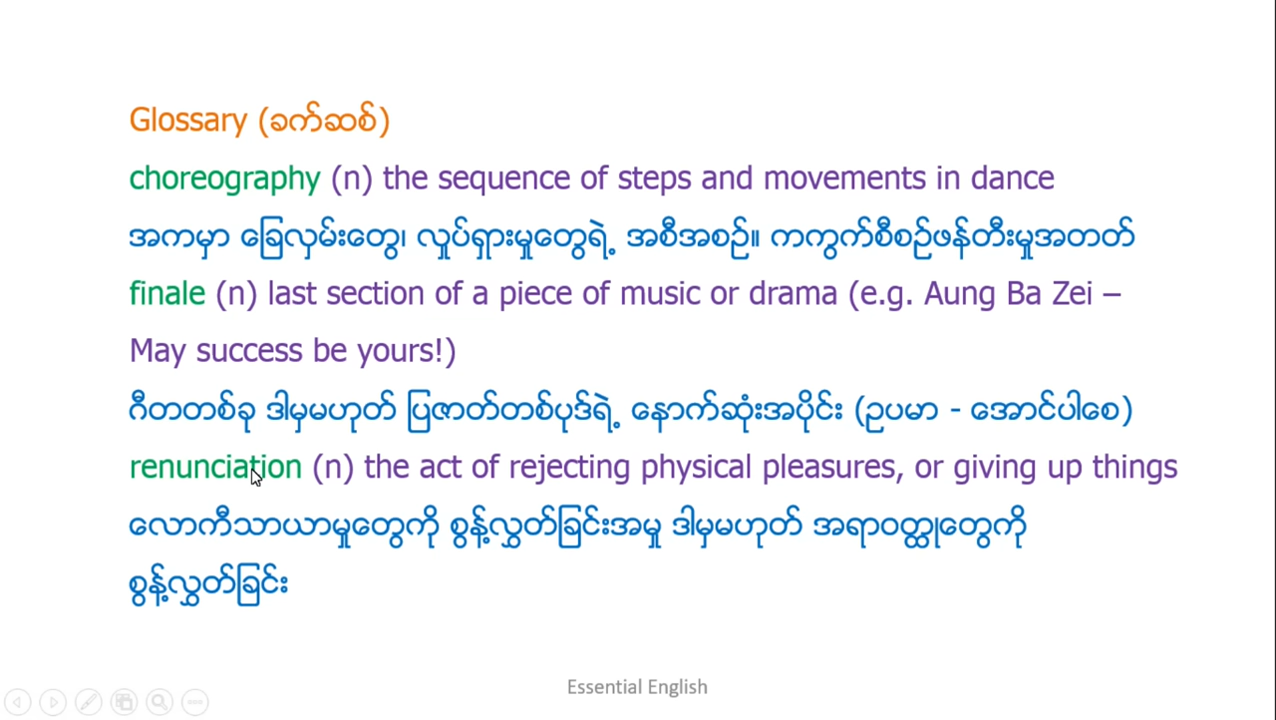 Glossary (ခက်ဆစ်)
choreography (n) the sequence of steps and movements in dance
အကမှာ ခြေလှမ်းတွေ၊ လှုပ်ရှားမှုတွေရဲ့ အစီအစဉ်။ ကကွက်စီစဉ်ဖန်တီးမှုအတတ်
finale (n) last section of a piece of music or drama (e.g. Aung Ba Zei –
May success be yours!)
ဂီတတစ်ခု ဒါမှမဟုတ် ပြဇာတ်တစ်ပုဒ်ရဲ့ နောက်ဆုံးအပိုင်း (ဥပမာ - အောင်ပါစေ)
renunciation (n) the act of rejecting physical pleasures, or giving up things
လောကီသာယာမှုတွေကို စွန့်လွှတ်ခြင်းအမှု ဒါမှမဟုတ် အရာဝတ္ထုတွေကို
စွန့်လွှတ်ခြင်း
Essential English